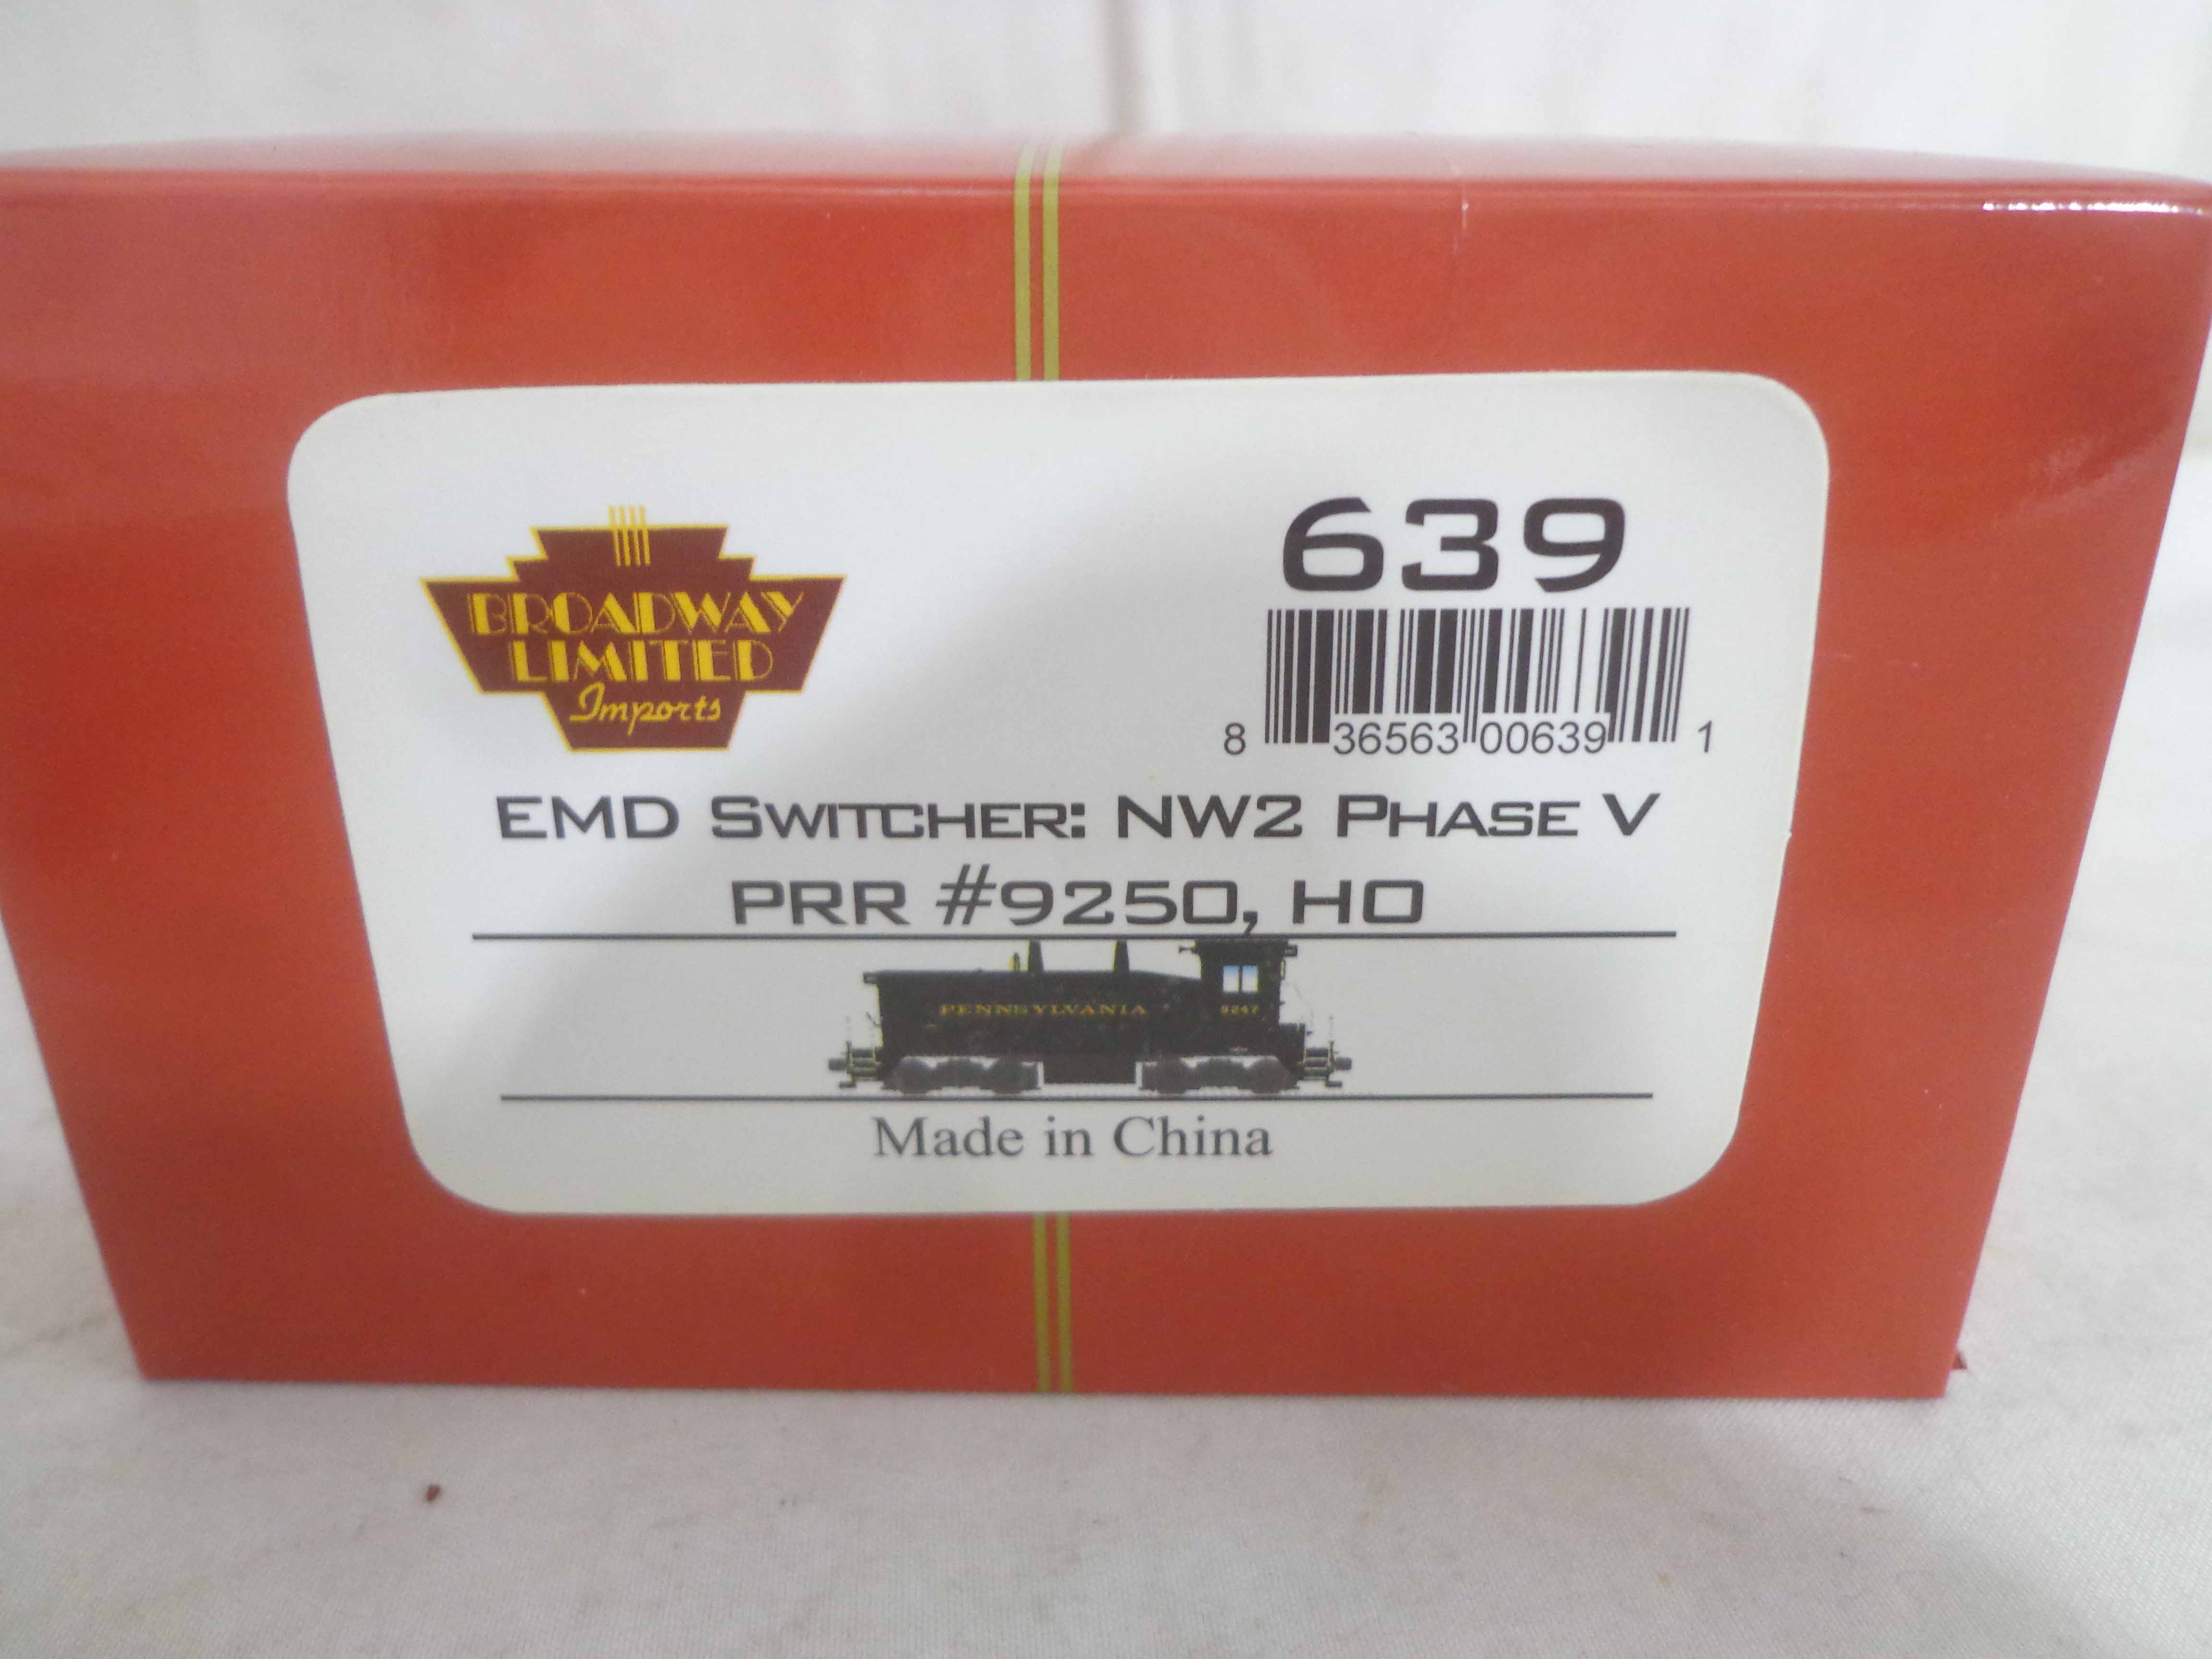 BROADWAY
LIMITED
Imports
639
8 36563 00639 1
EMD SWITCHER: NW2 PHASE V
PRR #9250, HO
PENNSYLVANIA
9247
Made in China